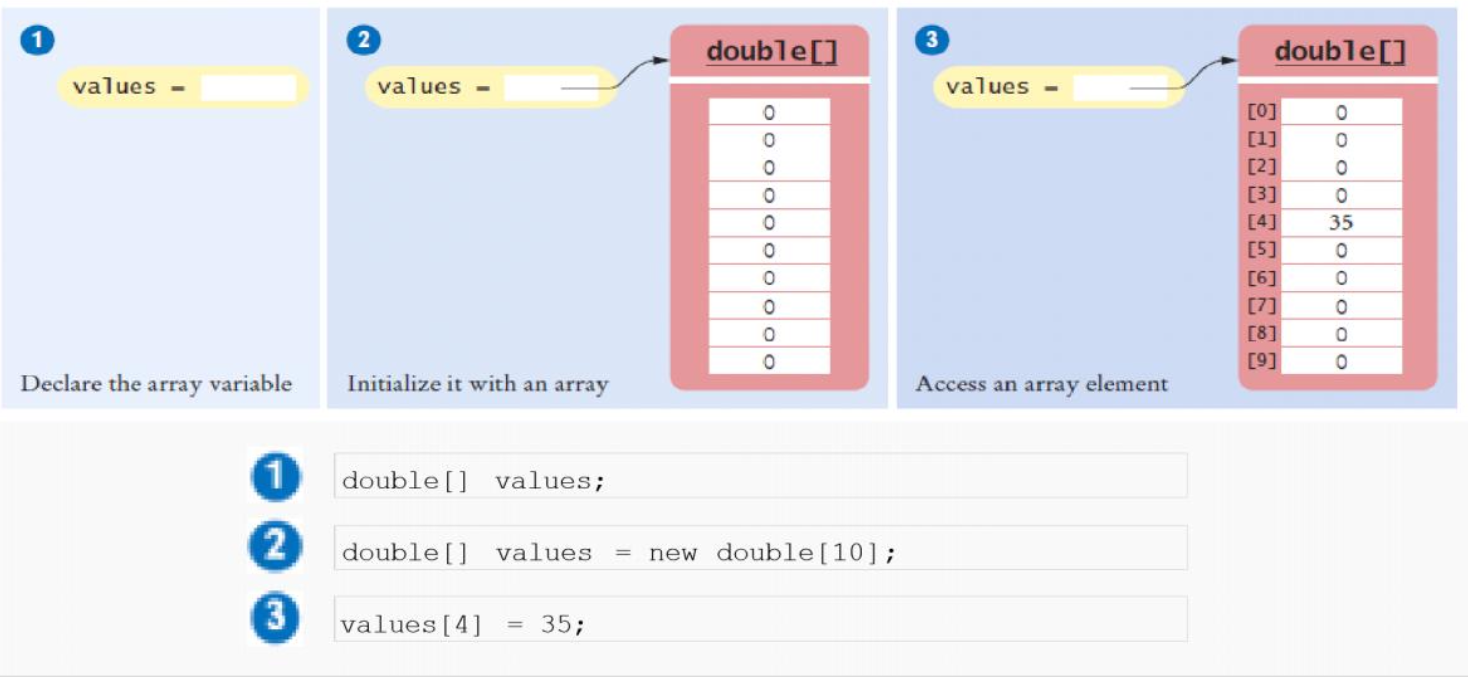 1
values =
Declare the array variable
2
values =
double[]
0
0
0
0
0
0
0
0
0
0
Initialize it with an array
3
values =
double[]
[0] 0
[1] 0
[2] 0
[3] 0
[4] 35
[5] 0
[6] 0
[7] 0
[8] 0
[9] 0
Access an array element
1 double[] values;
2 double[] values = new double[10];
3 values[4] = 35;